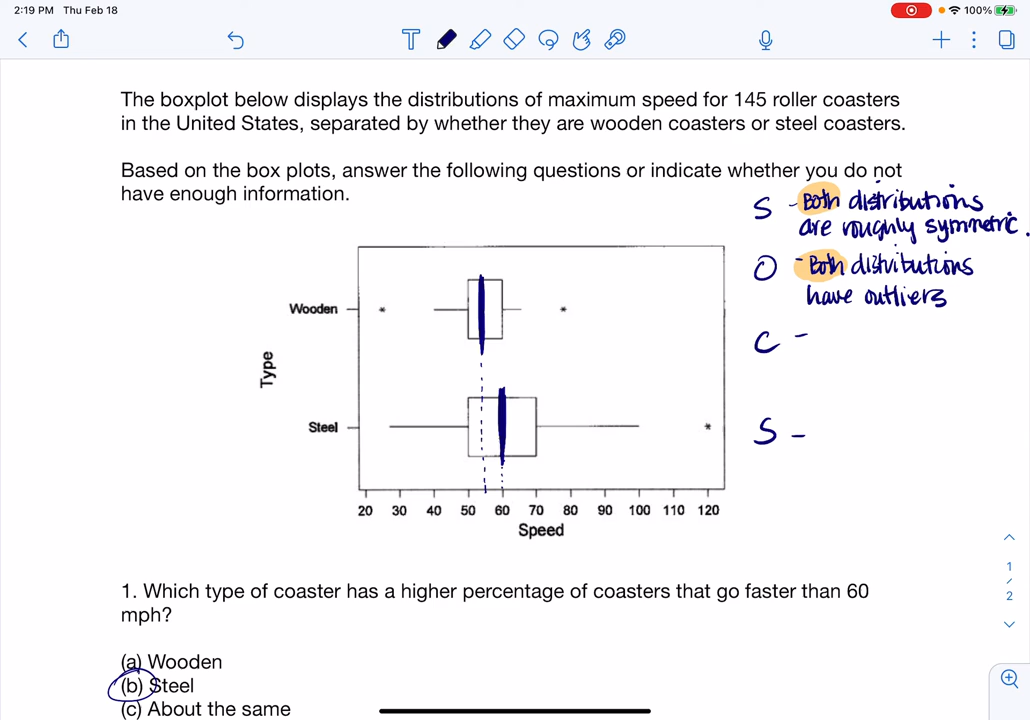 2:19 PM Thu Feb 18
100%
T
The boxplot below displays the distributions of maximum speed for 145 roller coasters
in the United States, separated by whether they are wooden coasters or steel coasters.
Based on the box plots, answer the following questions or indicate whether you do not
have enough information.
S - Both distributions
are roughly symmetric.
O - Both distributions
have outliers
C -
S -
Wooden
Type
Steel
20 30 40 50 60 70 80 90 100 110 120
Speed
1
/
2
1. Which type of coaster has a higher percentage of coasters that go faster than 60
mph?
(a) Wooden
(b) Steel
(c) About the same